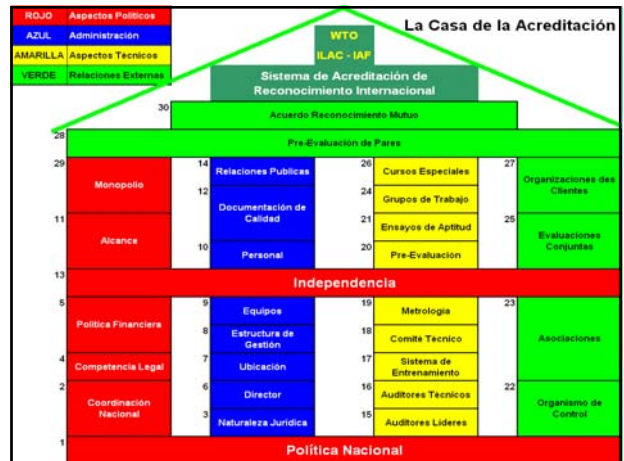 La Casa de la Acreditación
ROJO Aspectos Políticos
AZUL Administración
AMARILLA Aspectos Técnicos
VERDE Relaciones Externas
WTO
ILAC - IAF
Sistema de Acreditación de
Reconocimiento Internacional
30 Acuerdo Reconocimiento Mutuo
28 Pre-Evaluación de Pares
29 Monopolio
11 Alcance
14 Relaciones Publicas
12 Documentación de
Calidad
10 Personal
26 Cursos Especiales
24 Grupos de Trabajo
21 Ensayos de Aptitud
20 Pre-Evaluación
27 Organizaciones des
Clientes
25 Evaluaciones
Conjuntas
13 Independencia
5 Política Financiera
4 Competencia Legal
2 Coordinación
Nacional
9 Equipos
8 Estructura de
Gestión
7 Ubicación
6 Director
3 Naturaleza Jurídica
19 Metrología
18 Comité Técnico
17 Sistema de
Entrenamiento
16 Auditores Técnicos
15 Auditores Líderes
23 Asociaciones
22 Organismo de
Control
1 Política Nacional